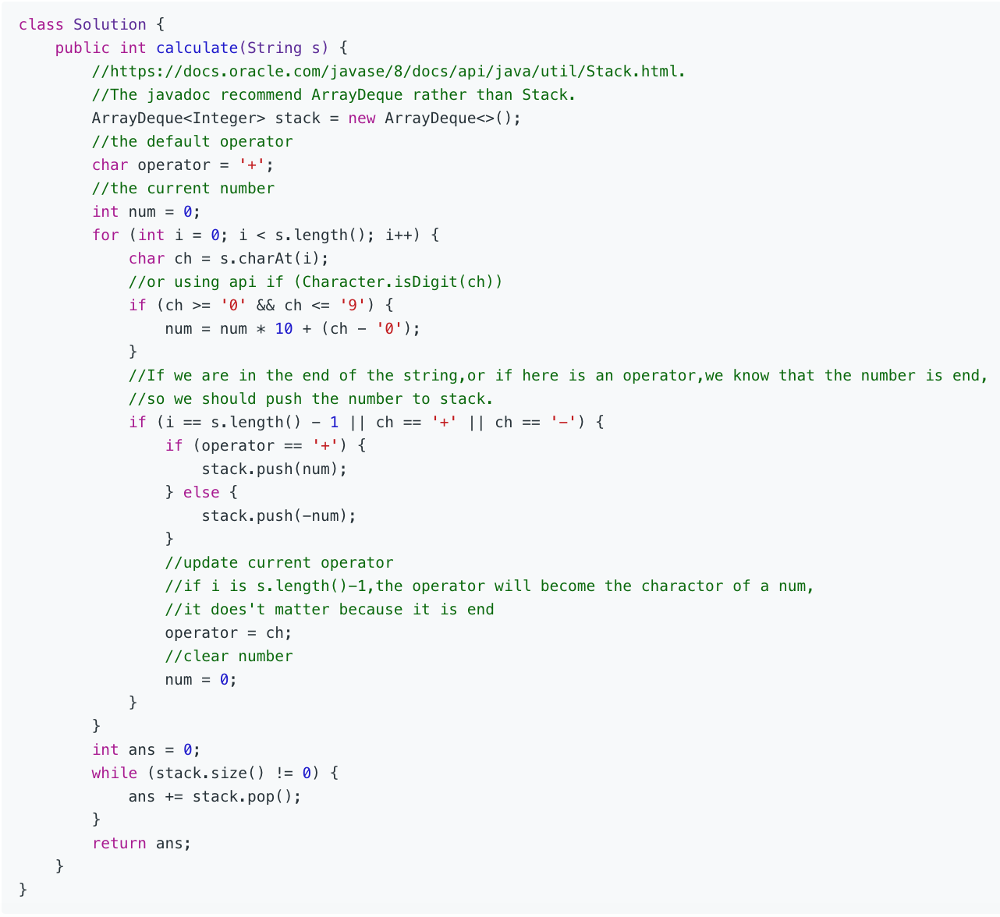 class Solution {
    public int calculate(String s) {
        //https://docs.oracle.com/javase/8/docs/api/java/util/Stack.html.
        //The javadoc recommend ArrayDeque rather than Stack.
        ArrayDeque<Integer> stack = new ArrayDeque<>();
        //the default operator
        char operator = '+';
        //the current number
        int num = 0;
        for (int i = 0; i < s.length(); i++) {
            char ch = s.charAt(i);
            //or using api if (Character.isDigit(ch))
            if (ch >= '0' && ch <= '9') {
                num = num * 10 + (ch - '0');
            }
            //If we are in the end of the string,or if here is an operator,we know that the number is end,
            //so we should push the number to stack.
            if (i == s.length() - 1 || ch == '+' || ch == '-') {
                if (operator == '+') {
                    stack.push(num);
                } else {
                    stack.push(-num);
                }
                //update current operator
                //if i is s.length()-1,the operator will become the charactor of a num,
                //it does't matter because it is end
                operator = ch;
                //clear number
                num = 0;
            }
        }
        int ans = 0;
        while (stack.size() != 0) {
            ans += stack.pop();
        }
        return ans;
    }
}